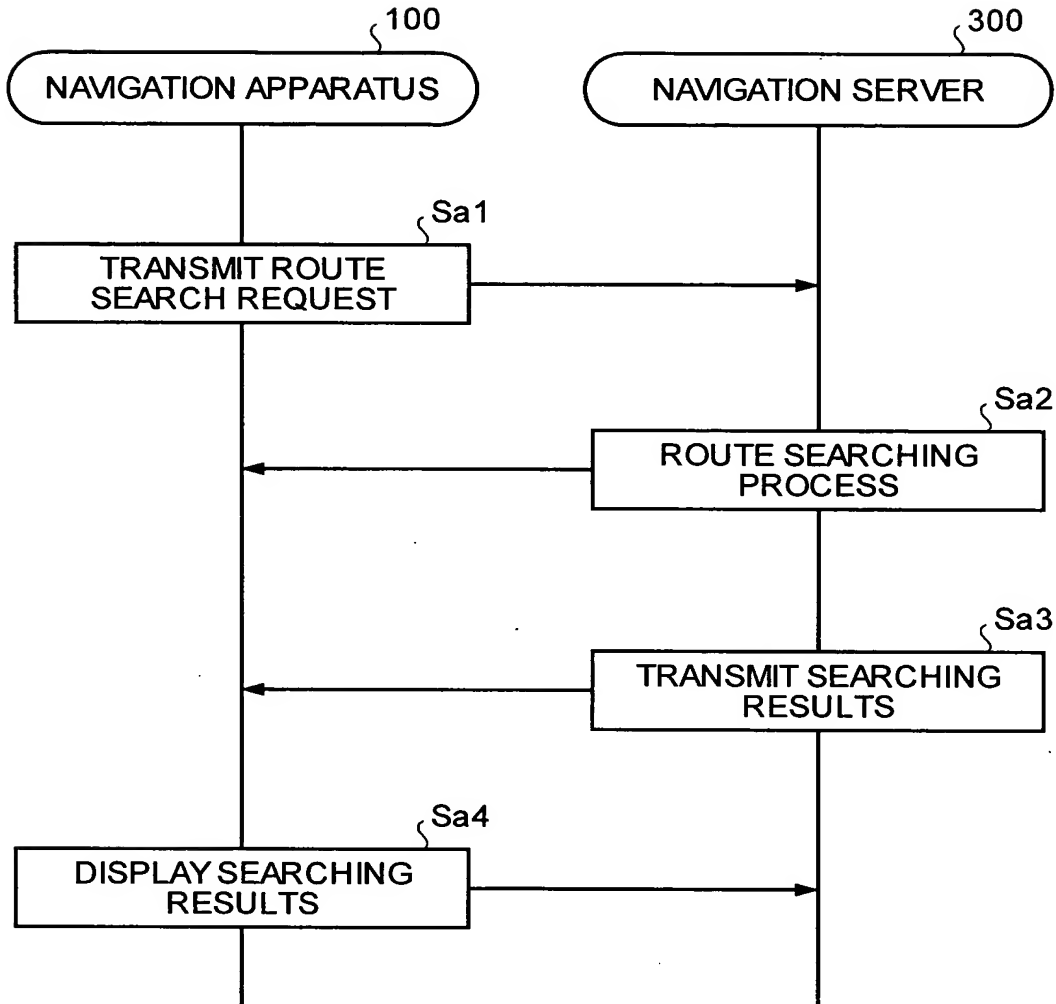 100
300
NAVIGATION APPARATUS
NAVIGATION SERVER
Sa1
TRANSMIT ROUTE
SEARCH REQUEST
Sa2
ROUTE SEARCHING
PROCESS
Sa3
TRANSMIT SEARCHING
RESULTS
Sa4
DISPLAY SEARCHING
RESULTS